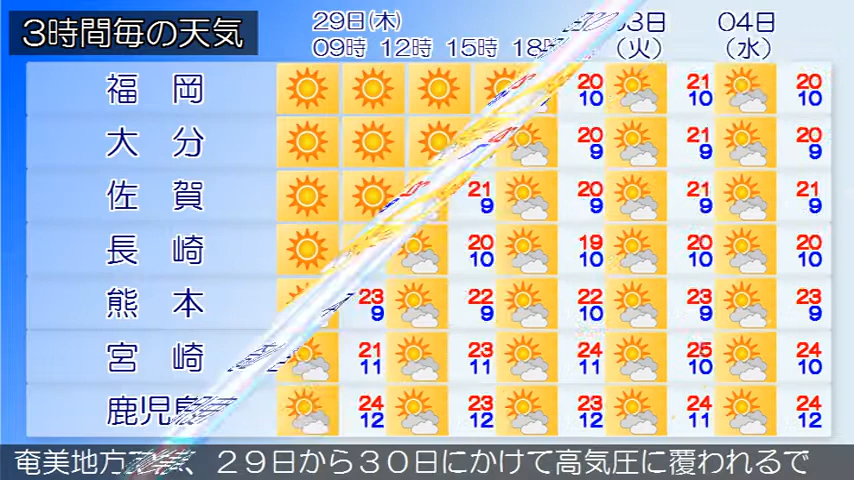 3時間毎の天気
29日(木) 03日 04日
09時 12時 15時 18時 (火) (水)
福岡 20 10 21 10 20 10
大分 20 9 21 9 20 9
佐賀 21 9 20 9 21 9 21 9
長崎 20 10 19 10 20 10 20 10
熊本 23 9 22 9 22 10 23 9 23 9
宮崎 21 11 23 11 24 11 25 10 24 10
鹿児島 24 12 23 12 23 12 24 11 24 12
奄美地方、29日から30日にかけて高気圧に覆われるで